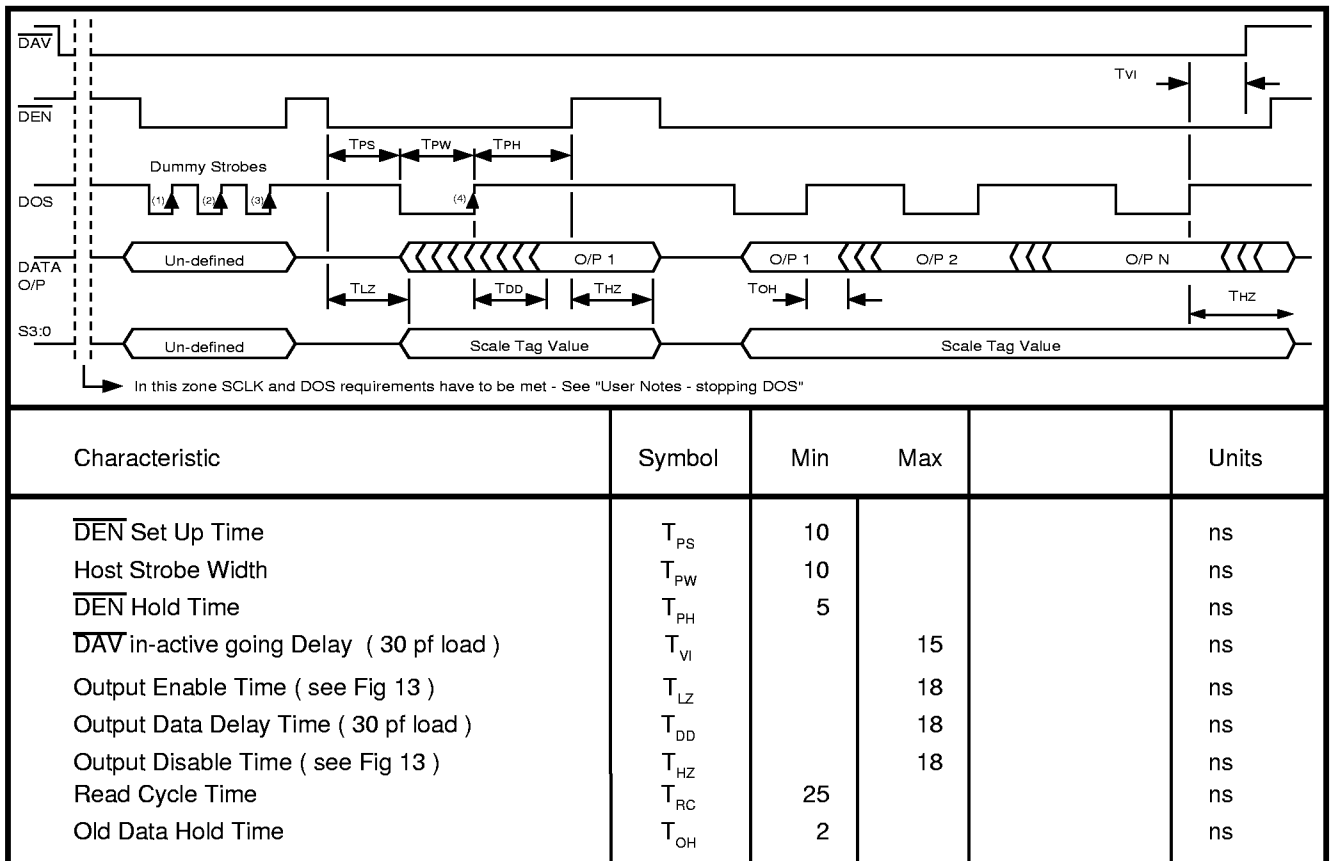 DAV
TVI
DEN
TPS TPW TPH
Dummy Strobes
DOS (1) (2) (3) (4)
DATA O/P Un-defined O/P 1 O/P 1 O/P 2 O/P N
TLZ TDD THZ TOH THZ
S3:0 Un-defined Scale Tag Value Scale Tag Value
In this zone SCLK and DOS requirements have to be met - See "User Notes - stopping DOS"
Characteristic Symbol Min Max Units
DEN Set Up Time TPS 10 ns
Host Strobe Width TPW 10 ns
DEN Hold Time TPH 5 ns
DAV in-active going Delay ( 30 pf load ) TVI 15 ns
Output Enable Time ( see Fig 13 ) TLZ 18 ns
Output Data Delay Time ( 30 pf load ) TDD 18 ns
Output Disable Time ( see Fig 13 ) THZ 18 ns
Read Cycle Time TRC 25 ns
Old Data Hold Time TOH 2 ns